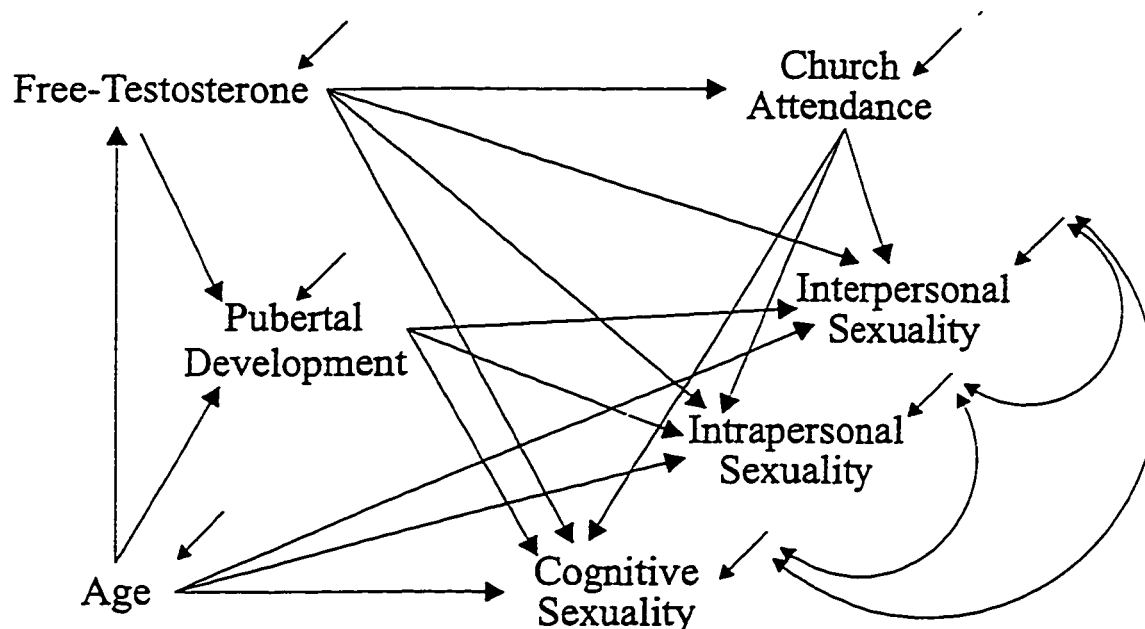 Free-Testosterone
Church
Attendance
Pubertal
Development
Interpersonal
Sexuality
Intrapersonal
Sexuality
Age
Cognitive
Sexuality